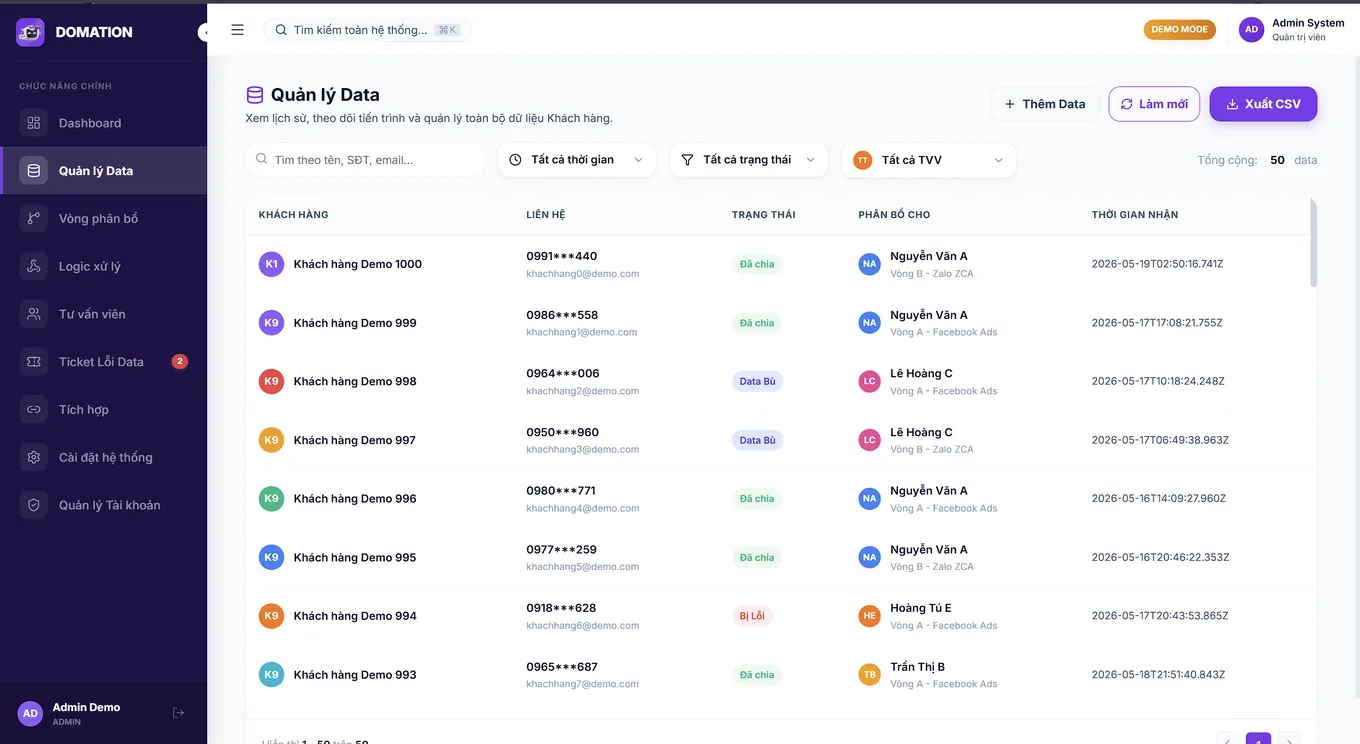 DOMATION
Tìm kiếm toàn hệ thống... ⌘K
DEMO MODE
AD
Admin System
Quản trị viên
CHỨC NĂNG CHÍNH
Dashboard
Quản lý Data
Vòng phân bổ
Logic xử lý
Tư vấn viên
Ticket Lỗi Data 2
Tích hợp
Cài đặt hệ thống
Quản lý Tài khoản
AD
Admin Demo
ADMIN
Quản lý Data
Xem lịch sử, theo dõi tiến trình và quản lý toàn bộ dữ liệu Khách hàng.
+ Thêm Data
Làm mới
Xuất CSV
Tìm theo tên, SĐT, email...
Tất cả thời gian
Tất cả trạng thái
TT Tất cả TVV
Tổng cộng: 50 data
KHÁCH HÀNG LIÊN HỆ TRẠNG THÁI PHÂN BỔ CHO THỜI GIAN NHẬN
K1 Khách hàng Demo 1000
0991***440
khachhang0@demo.com
Đã chia
NA
Nguyễn Văn A
Vòng B - Zalo ZCA
2026-05-19T02:50:16.741Z
K9 Khách hàng Demo 999
0986***558
khachhang1@demo.com
Đã chia
NA
Nguyễn Văn A
Vòng A - Facebook Ads
2026-05-17T17:08:21.755Z
K9 Khách hàng Demo 998
0964***006
khachhang2@demo.com
Data Bù
LC
Lê Hoàng C
Vòng A - Facebook Ads
2026-05-17T10:18:24.248Z
K9 Khách hàng Demo 997
0950***960
khachhang3@demo.com
Data Bù
LC
Lê Hoàng C
Vòng B - Zalo ZCA
2026-05-17T06:49:38.963Z
K9 Khách hàng Demo 996
0980***771
khachhang4@demo.com
Đã chia
NA
Nguyễn Văn A
Vòng A - Facebook Ads
2026-05-16T14:09:27.960Z
K9 Khách hàng Demo 995
0977***259
khachhang5@demo.com
Đã chia
NA
Nguyễn Văn A
Vòng B - Zalo ZCA
2026-05-16T20:46:22.353Z
K9 Khách hàng Demo 994
0918***628
khachhang6@demo.com
Bị Lỗi
HE
Hoàng Tú E
Vòng A - Facebook Ads
2026-05-17T20:43:53.865Z
K9 Khách hàng Demo 993
0965***687
khachhang7@demo.com
Đã chia
TB
Trần Thị B
Vòng A - Facebook Ads
2026-05-18T21:51:40.843Z
Hiển thị 1 - 50 trên 50
1